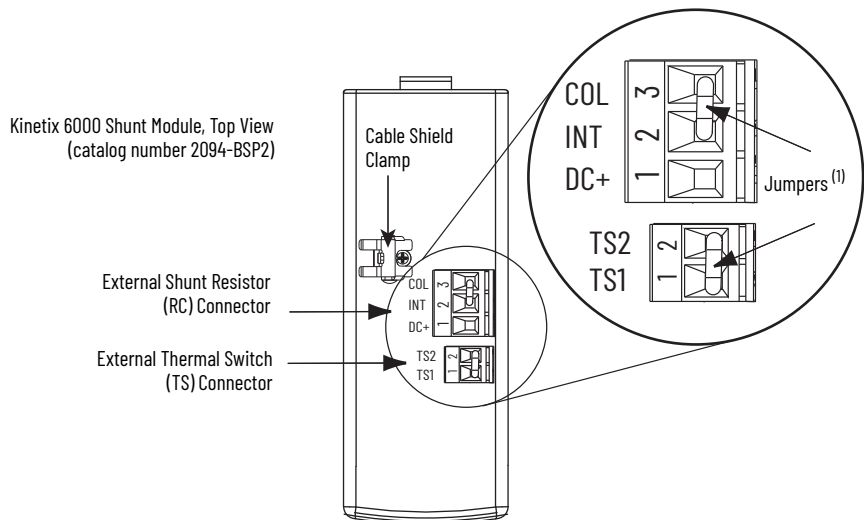 Kinetix 6000 Shunt Module, Top View
(catalog number 2094-BSP2)
Cable Shield
Clamp
External Shunt Resistor
(RC) Connector
External Thermal Switch
(TS) Connector
COL 3
INT 2
DC+ 1
TS2 2
TS1 1
COL 3
INT 2
DC+ 1
Jumpers (1)
TS2 2
TS1 1